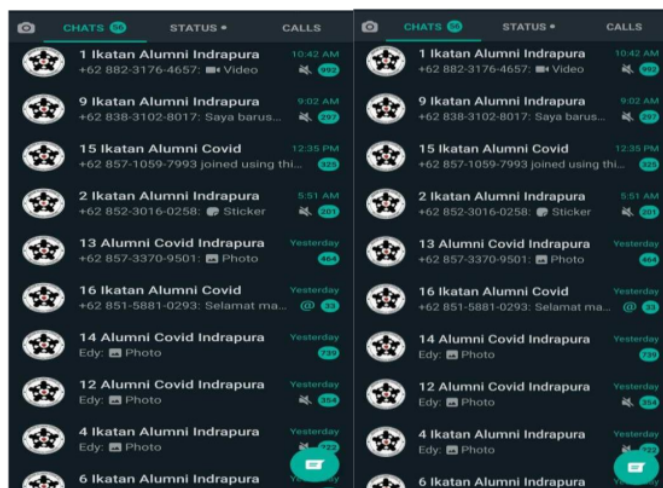 CHATS 56 STATUS CALLS
1 Ikatan Alumni Indrapura 10:42 AM
+62 882-3176-4657: Video 992
9 Ikatan Alumni Indrapura 9:02 AM
+62 838-3102-8017: Saya barus... 297
15 Ikatan Alumni Covid 12:35 PM
+62 857-1059-7993 joined using thi... 325
2 Ikatan Alumni Indrapura 5:51 AM
+62 852-3016-0258: Sticker 201
13 Alumni Covid Indrapura Yesterday
+62 857-3370-9501: Photo 464
16 Ikatan Alumni Covid Yesterday
+62 851-5881-0293: Selamat ma... @ 33
14 Alumni Covid Indrapura Yesterday
Edy: Photo 739
12 Alumni Covid Indrapura Yesterday
Edy: Photo 354
4 Ikatan Alumni Indrapura Yesterday
Edy: Photo
6 Ikatan Alumni Indrapura
CHATS 56 STATUS CALLS
1 Ikatan Alumni Indrapura 10:42 AM
+62 882-3176-4657: Video 992
9 Ikatan Alumni Indrapura 9:02 AM
+62 838-3102-8017: Saya barus... 297
15 Ikatan Alumni Covid 12:35 PM
+62 857-1059-7993 joined using thi... 325
2 Ikatan Alumni Indrapura 5:51 AM
+62 852-3016-0258: Sticker 201
13 Alumni Covid Indrapura Yesterday
+62 857-3370-9501: Photo 464
16 Ikatan Alumni Covid Yesterday
+62 851-5881-0293: Selamat ma... @ 33
14 Alumni Covid Indrapura Yesterday
Edy: Photo 739
12 Alumni Covid Indrapura Yesterday
Edy: Photo 354
4 Ikatan Alumni Indrapura Yesterday
Edy: Photo
6 Ikatan Alumni Indrapura